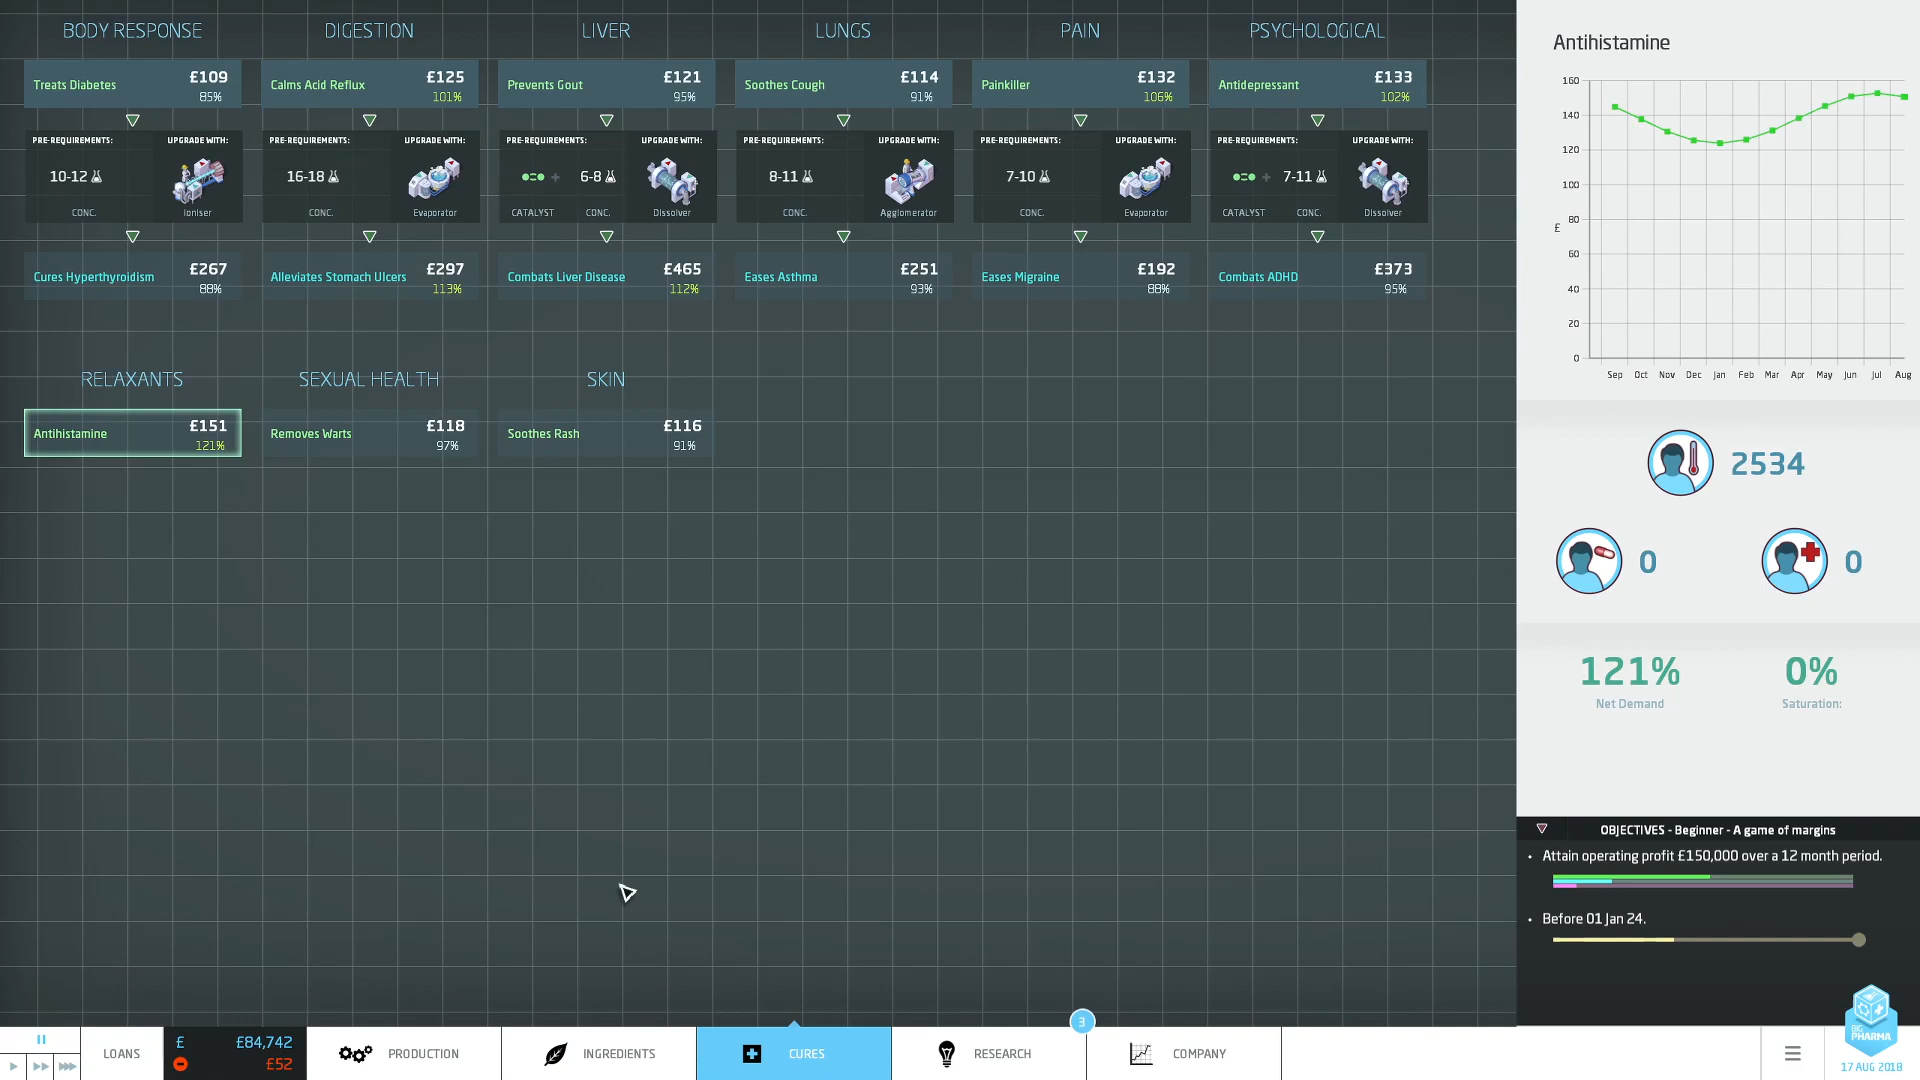 BODY RESPONSE
DIGESTION
LIVER
LUNGS
PAIN
PSYCHOLOGICAL
Treats Diabetes £109
85%
Calms Acid Reflux £125
101%
Prevents Gout £121
95%
Soothes Cough £114
91%
Painkiller £132
106%
Antidepressant £133
102%
PRE-REQUIREMENTS: UPGRADE WITH:
10-12
CONC. Ioniser
PRE-REQUIREMENTS: UPGRADE WITH:
16-18
CONC. Evaporator
PRE-REQUIREMENTS: UPGRADE WITH:
+ 6-8
CATALYST CONC. Dissolver
PRE-REQUIREMENTS: UPGRADE WITH:
8-11
CONC. Agglomerator
PRE-REQUIREMENTS: UPGRADE WITH:
7-10
CONC. Evaporator
PRE-REQUIREMENTS: UPGRADE WITH:
+ 7-11
CATALYST CONC. Dissolver
Cures Hyperthyroidism £267
88%
Alleviates Stomach Ulcers £297
113%
Combats Liver Disease £465
112%
Eases Asthma £251
93%
Eases Migraine £192
88%
Combats ADHD £373
95%
RELAXANTS
SEXUAL HEALTH
SKIN
Antihistamine £151
121%
Removes Warts £118
97%
Soothes Rash £116
91%
Antihistamine
160
140
120
100
80
60
40
20
0
£
Sep Oct Nov Dec Jan Feb Mar Apr May Jun Jul Aug
2534
0 0
121% 0%
Net Demand Saturation:
OBJECTIVES - Beginner - A game of margins
• Attain operating profit £150,000 over a 12 month period.
• Before 01 Jan 24.
LOANS
£ £84,742
£52
PRODUCTION
INGREDIENTS
CURES
3
RESEARCH
COMPANY
BIG
PHARMA
17 AUG 2018